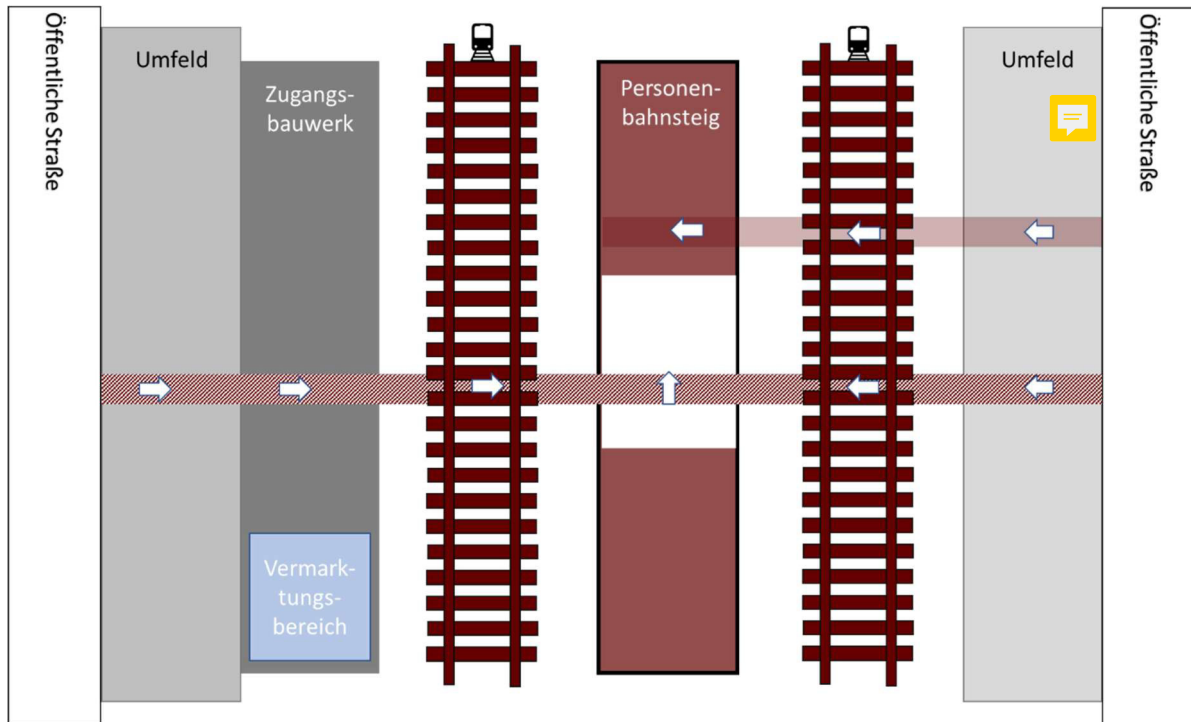 Öffentliche Straße
Umfeld
Zugangs-
bauwerk
Vermark-
tungs-
bereich
Personen-
bahnsteig
Umfeld
Öffentliche Straße